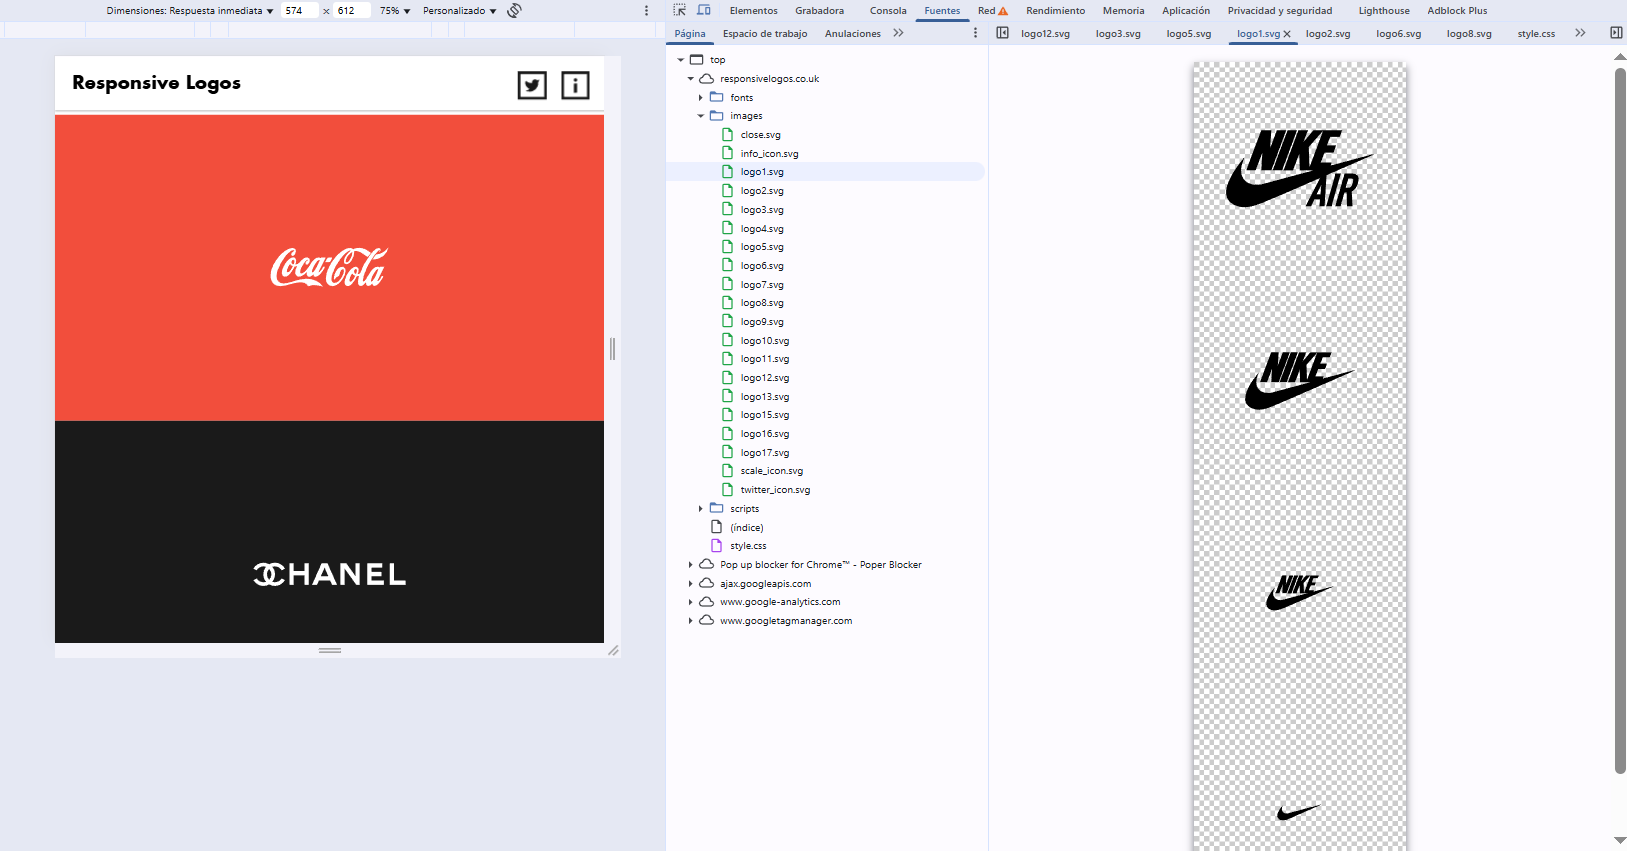 Dimensiones: Respuesta inmediata 574 x 612 75% Personalizado
Elementos Grabadora Consola Fuentes Red Rendimiento Memoria Aplicación Privacidad y seguridad Lighthouse Adblock Plus
Página Espacio de trabajo Anulaciones
logo12.svg logo3.svg logo5.svg logo1.svg logo2.svg logo6.svg logo8.svg style.css
Responsive Logos
Coca-Cola
CHANEL
top
responsivelogos.co.uk
fonts
images
close.svg
info_icon.svg
logo1.svg
logo2.svg
logo3.svg
logo4.svg
logo5.svg
logo6.svg
logo7.svg
logo8.svg
logo9.svg
logo10.svg
logo11.svg
logo12.svg
logo13.svg
logo15.svg
logo16.svg
logo17.svg
scale_icon.svg
twitter_icon.svg
scripts
(índice)
style.css
Pop up blocker for Chrome™ - Poper Blocker
ajax.googleapis.com
www.google-analytics.com
www.googletagmanager.com
NIKE
AIR
NIKE
NIKE